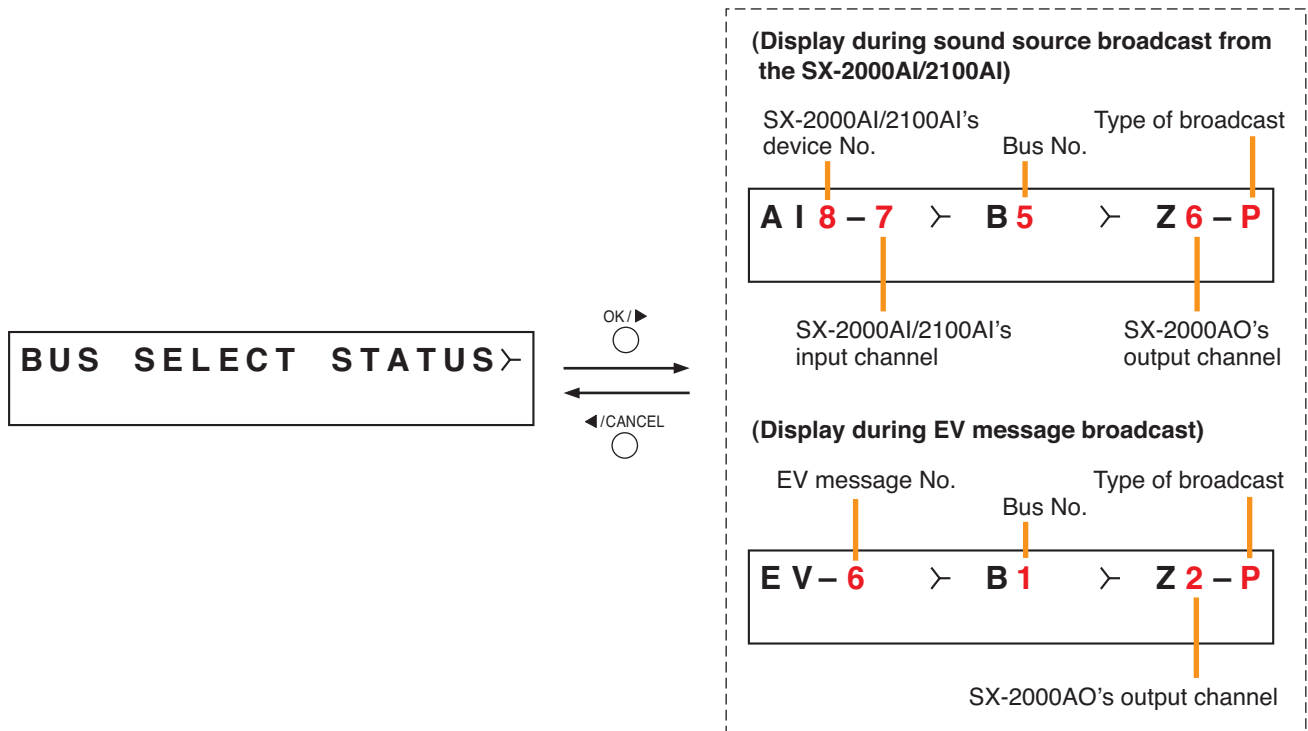 BUS SELECT STATUS≻
OK/▶
◀/CANCEL
(Display during sound source broadcast from
the SX-2000AI/2100AI)
SX-2000AI/2100AI's
device No.
Bus No.
Type of broadcast
AI8–7 ≻ B5 ≻ Z6–P
SX-2000AI/2100AI's
input channel
SX-2000AO's
output channel
(Display during EV message broadcast)
EV message No.
Bus No.
Type of broadcast
EV–6 ≻ B1 ≻ Z2–P
SX-2000AO's output channel